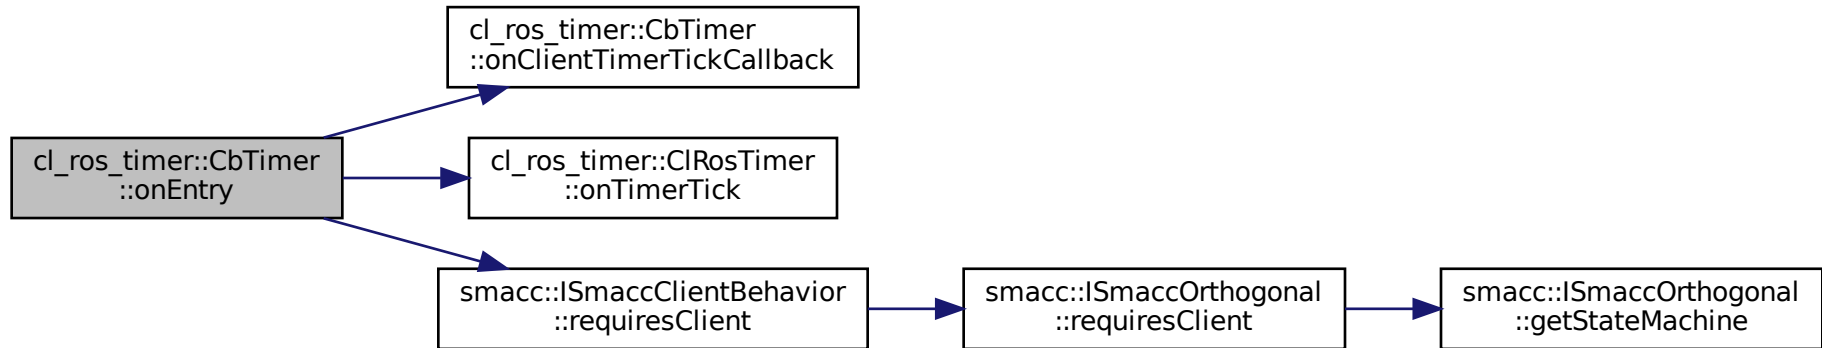 cl_ros_timer::CbTimer
::onEntry
cl_ros_timer::CbTimer
::onClientTimerTickCallback
cl_ros_timer::ClRosTimer
::onTimerTick
smacc::ISmaccClientBehavior
::requiresClient
smacc::ISmaccOrthogonal
::requiresClient
smacc::ISmaccOrthogonal
::getStateMachine